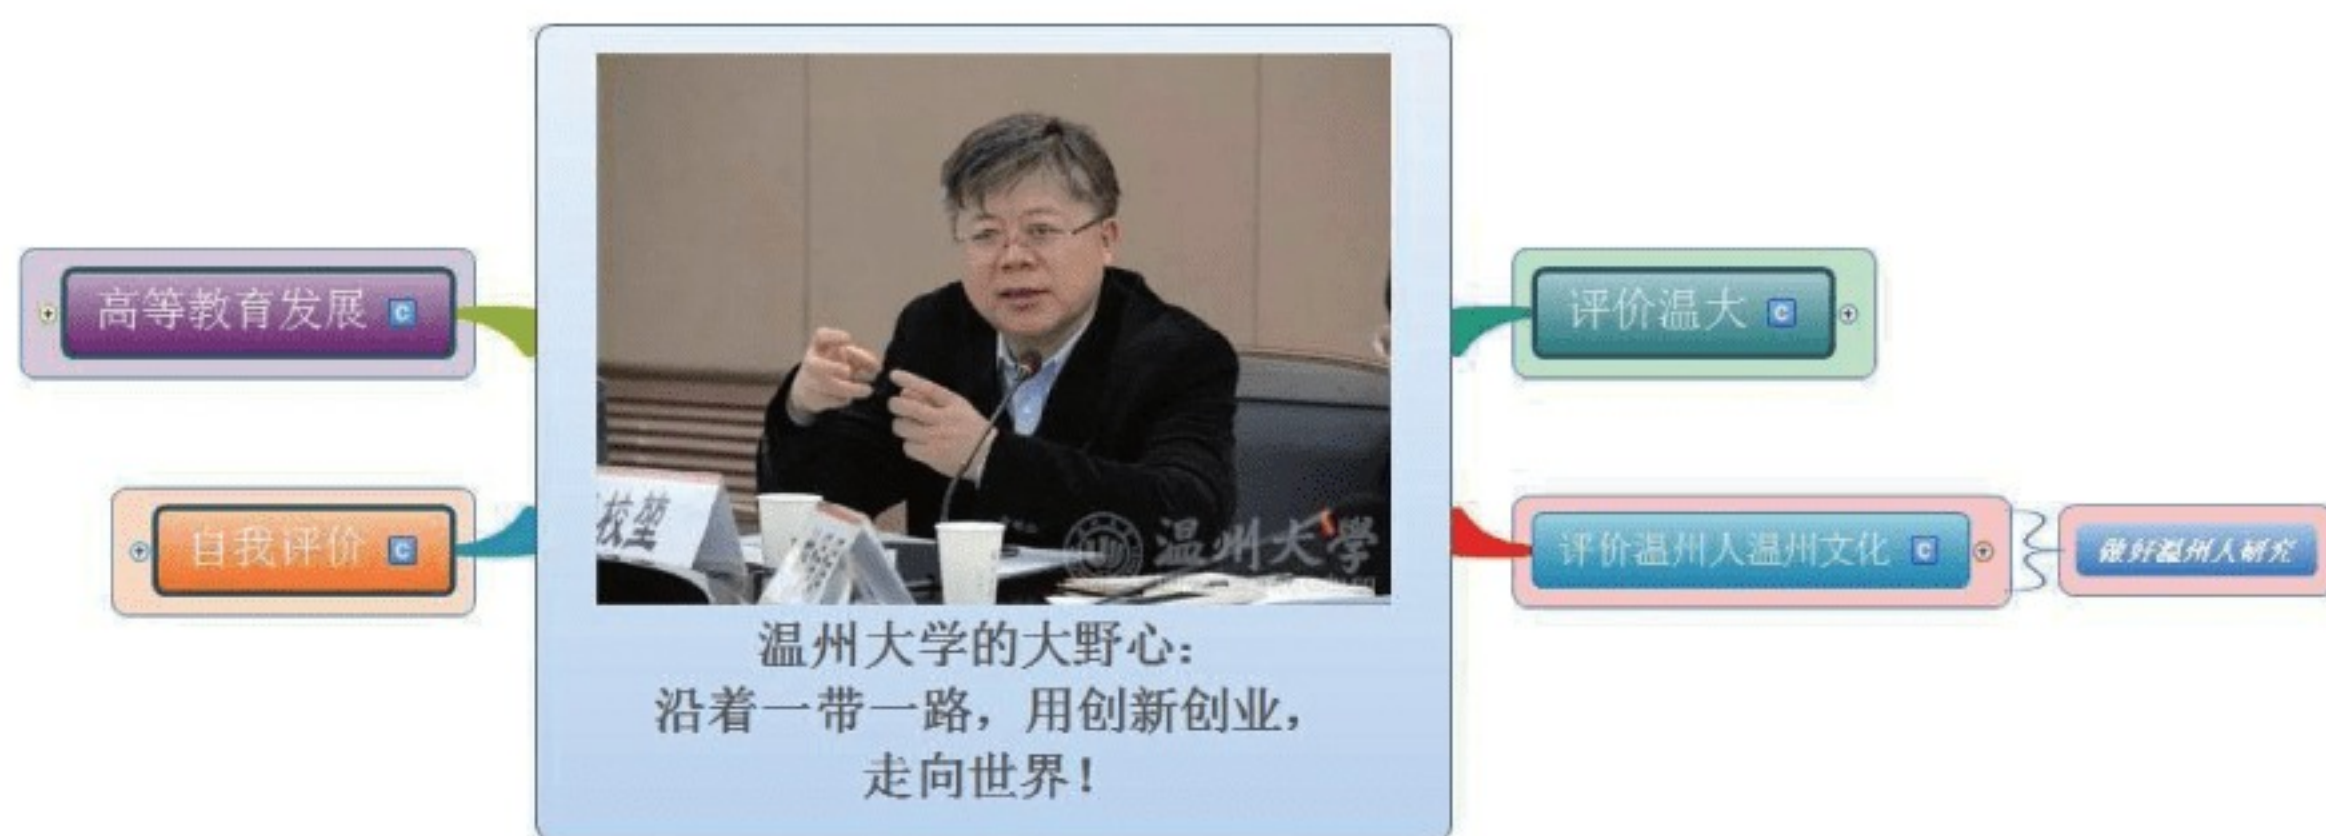 高等教育发展
自我评价
校堃
温州大学
温州大学的大野心：
沿着一带一路，用创新创业，
走向世界！
评价温大
评价温州人温州文化
做好温州人研究